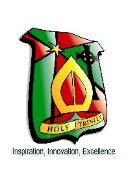 HOLY TRINITY
Inspiration, Innovation, Excellence